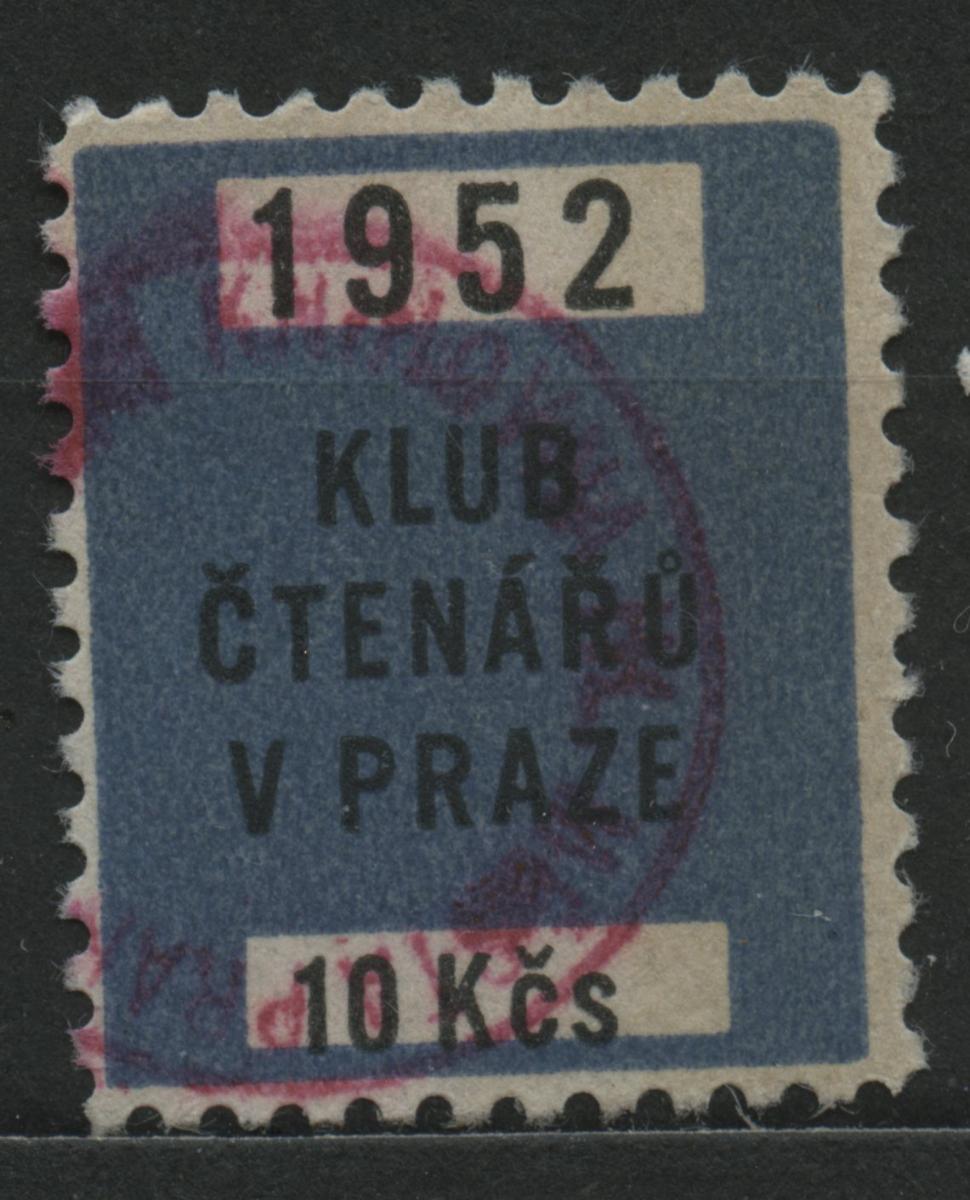 1952
KLUB
ČTENÁŘŮ
V PRAZE
10 Kčs